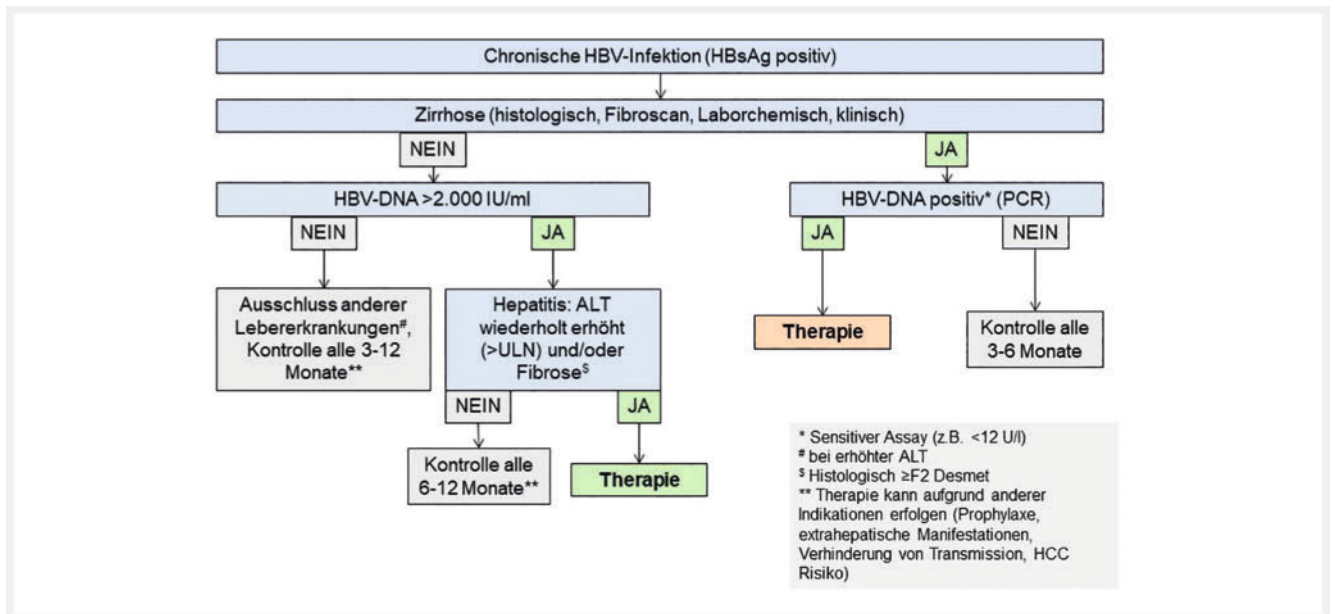 Chronische HBV-Infektion (HBsAg positiv)
Zirrhose (histologisch, Fibroscan, Laborchemisch, klinisch)
NEIN
JA
HBV-DNA >2.000 IU/ml
HBV-DNA positiv* (PCR)
NEIN
JA
JA
NEIN
Ausschluss anderer
Lebererkrankungen#,
Kontrolle alle 3-12
Monate**
Hepatitis: ALT
wiederholt erhöht
(>ULN) und/oder
Fibrose$
Therapie
Kontrolle alle
3-6 Monate
NEIN
JA
Kontrolle alle
6-12 Monate**
Therapie
* Sensitiver Assay (z.B. <12 U/l)
# bei erhöhter ALT
$ Histologisch ≥F2 Desmet
** Therapie kann aufgrund anderer
Indikationen erfolgen (Prophylaxe,
extrahepatische Manifestationen,
Verhinderung von Transmission, HCC
Risiko)